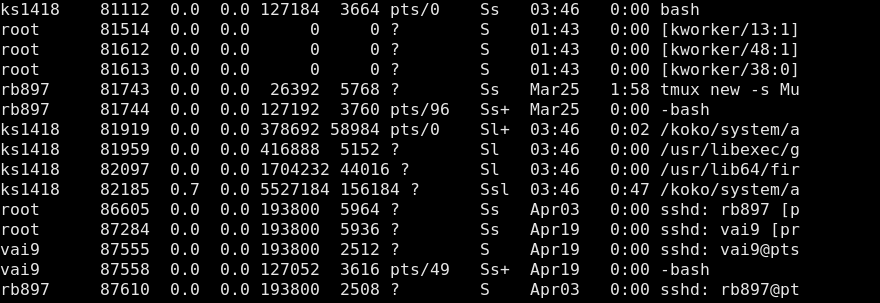 ks1418    81112  0.0  0.0 127184  3664 pts/0    Ss   03:46   0:00 bash
root      81514  0.0  0.0      0     0 ?        S    01:43   0:00 [kworker/13:1]
root      81612  0.0  0.0      0     0 ?        S    01:43   0:00 [kworker/48:1]
root      81613  0.0  0.0      0     0 ?        S    01:43   0:00 [kworker/38:0]
rb897     81743  0.0  0.0  26392  5768 ?        Ss   Mar25   1:58 tmux new -s Mu
rb897     81744  0.0  0.0 127192  3760 pts/96   Ss+  Mar25   0:00 -bash
ks1418    81919  0.0  0.0 378692 58984 pts/0    Sl+  03:46   0:02 /koko/system/a
ks1418    81959  0.0  0.0 416888  5152 ?        Sl   03:46   0:00 /usr/libexec/g
ks1418    82097  0.0  0.0 1704232 44016 ?       Sl   03:46   0:00 /usr/lib64/fir
ks1418    82185  0.7  0.0 5527184 156184 ?      Ssl  03:46   0:47 /koko/system/a
root      86605  0.0  0.0 193800  5964 ?        Ss   Apr03   0:00 sshd: rb897 [p
root      87284  0.0  0.0 193800  5936 ?        Ss   Apr19   0:00 sshd: vai9 [pr
vai9      87555  0.0  0.0 193800  2512 ?        S    Apr19   0:00 sshd: vai9@pts
vai9      87558  0.0  0.0 127052  3616 pts/49   Ss+  Apr19   0:00 -bash
rb897     87610  0.0  0.0 193800  2508 ?        S    Apr03   0:00 sshd: rb897@pt